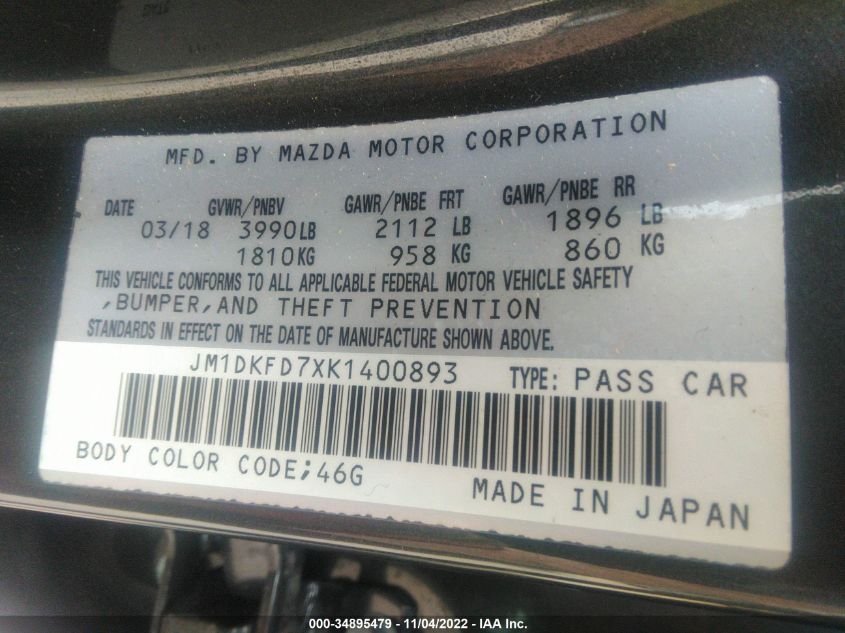 MFD. BY MAZDA MOTOR CORPORATION
DATE GVWR/PNBV GAWR/PNBE FRT GAWR/PNBE RR
03/18 3990LB 2112 LB 1896 LB
1810KG 958 KG 860 KG
THIS VEHICLE CONFORMS TO ALL APPLICABLE FEDERAL MOTOR VEHICLE SAFETY
,BUMPER,AND THEFT PREVENTION
STANDARDS IN EFFECT ON THE DATE OF MANUFACTURE SHOWN ABOVE.
JM1DKFD7XK1400893 TYPE: PASS CAR
BODY COLOR CODE;46G
MADE IN JAPAN
000-34895479 - 11/04/2022 - IAA Inc.